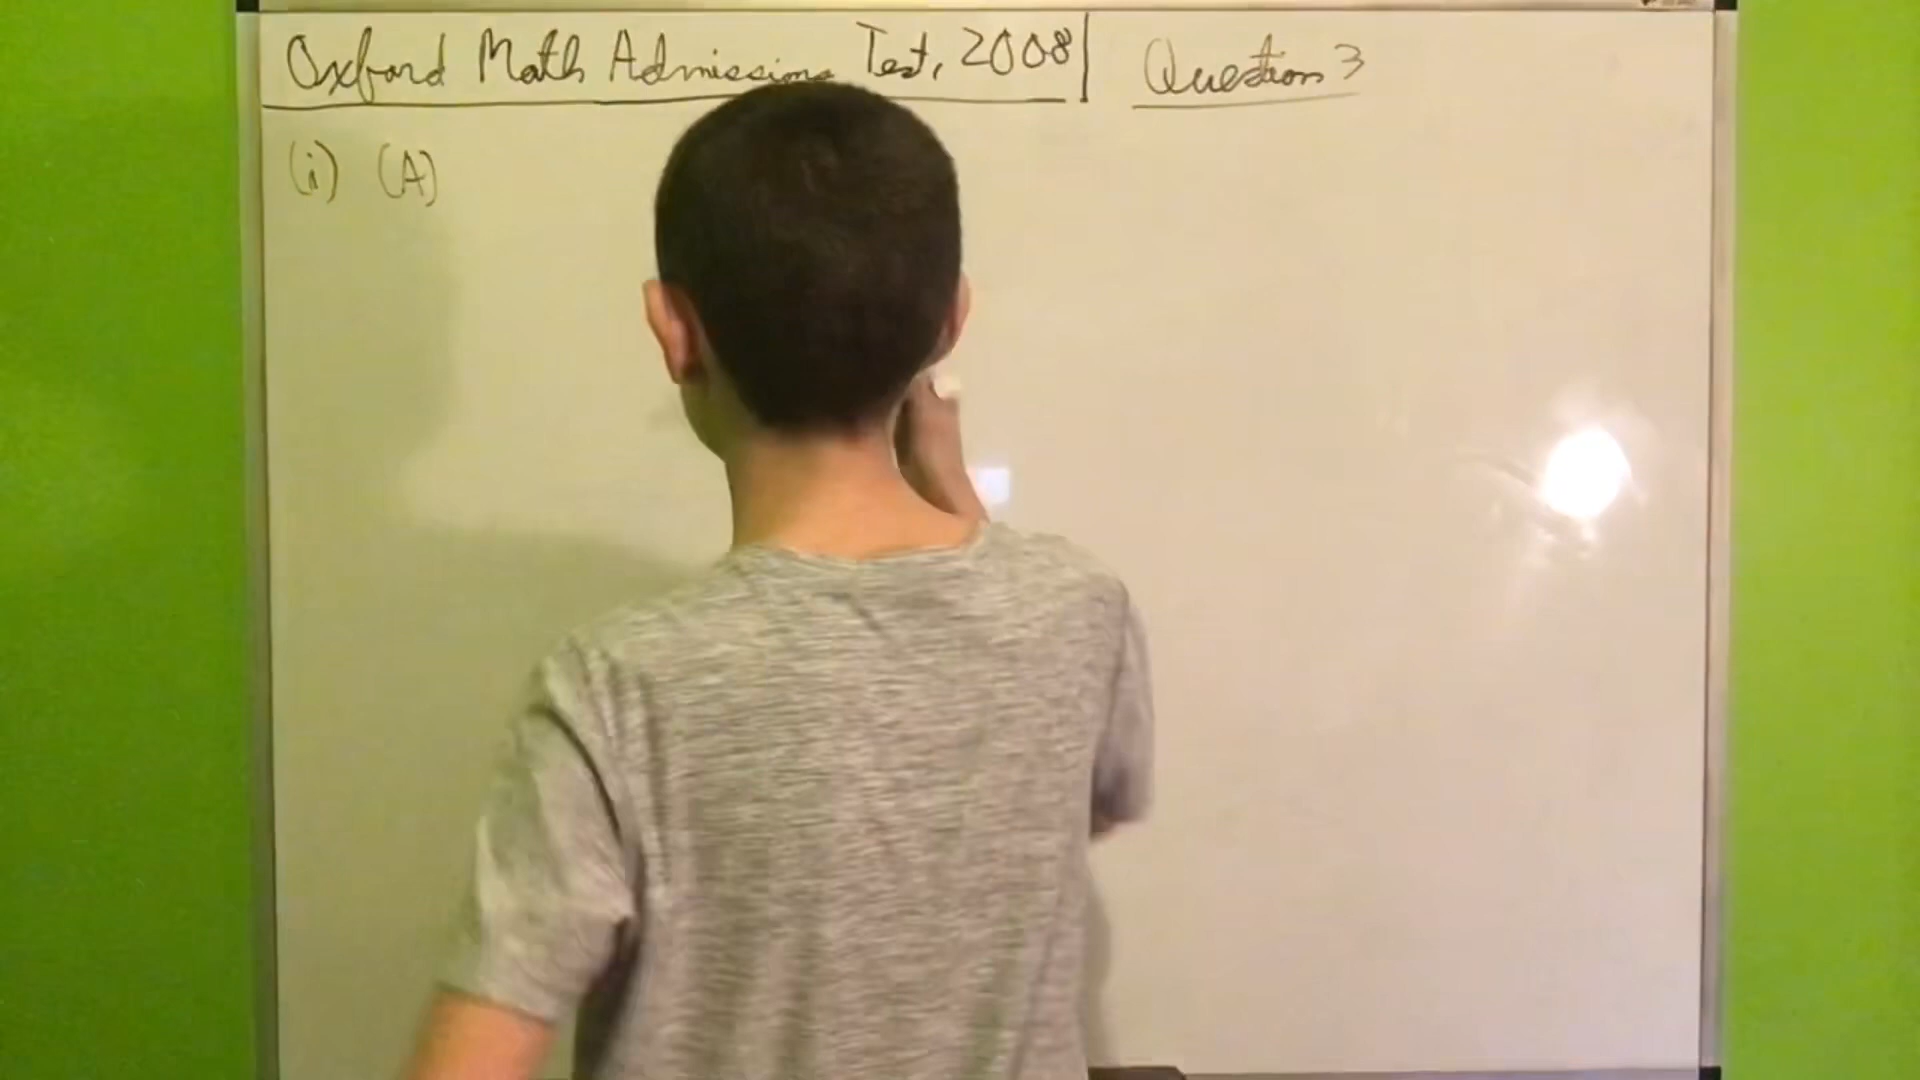 Oxford Math Admissions Test, 2008 | Question 3
(i) (A)